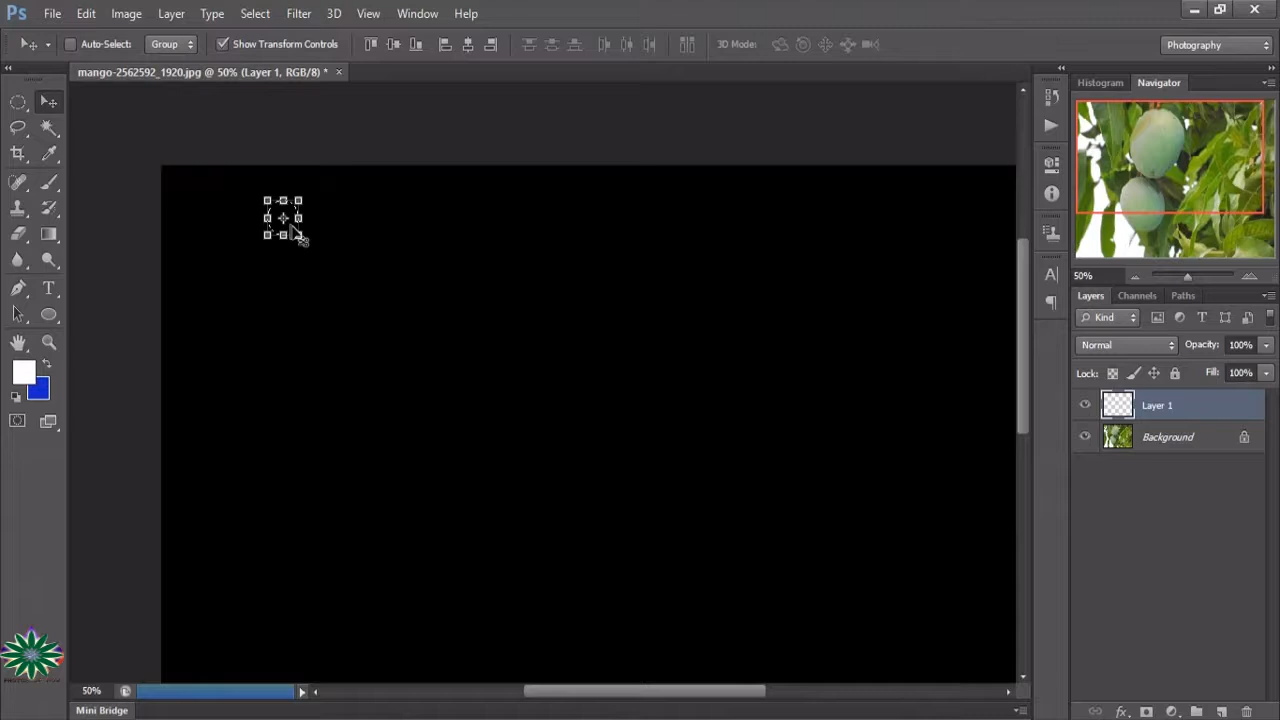 Ps File Edit Image Layer Type Select Filter 3D View Window Help
Auto-Select: Group Show Transform Controls 3D Mode: Photography
mango-2562592_1920.jpg @ 50% (Layer 1, RGB/8) * ×
Histogram Navigator
50%
Layers Channels Paths
Kind T
Normal Opacity: 100%
Lock: Fill: 100%
Layer 1
Background
T
A
fx
50%
Mini Bridge